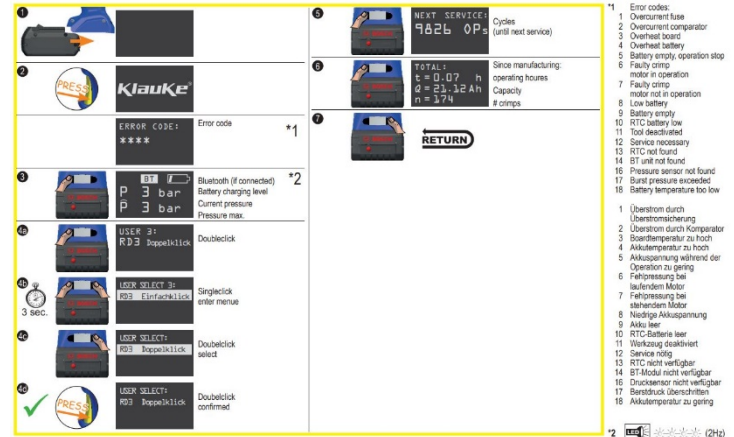 1
2
PRESS
Klauke®
ERROR CODE:
****
Error code
*1
3
BT
P 3 bar
P 3 bar
Bluetooth (if connected)
Battery charging level
Current pressure
Pressure max.
*2
4a
USER 3:
RD3 Doppelklick
Doubleclick
4b
3 sec.
USER SELECT 3:
RD3 Einfachklick
Singleclick
enter menue
4c
USER SELECT:
RD3 Doppelklick
Doubelclick
select
4d
PRESS
USER SELECT:
RD3 Doppelklick
Doubelclick
confirmed
5
NEXT SERVICE:
9826 OPs
Cycles
(until next service)
6
TOTAL:
t = 0.07 h
Q = 21.12 Ah
n = 174
Since manufacturing:
operating houres
Capacity
# crimps
7
RETURN
*1 Error codes:
1 Overcurrent fuse
2 Overcurrent comparator
3 Overheat board
4 Overheat battery
5 Battery empty, operation stop
6 Faulty crimp
motor in operation
7 Faulty crimp
motor not in operation
8 Low battery
9 Battery empty
10 RTC battery low
11 Tool deactivated
12 Service necessary
13 RTC not found
14 BT unit not found
16 Pressure sensor not found
17 Burst pressure exceeded
18 Battery temperature too low
1 Überstrom durch
Überstromsicherung
2 Überstrom durch Komparator
3 Boardtemperatur zu hoch
4 Akkutemperatur zu hoch
5 Akkuspannung während der
Operation zu gering
6 Fehlpressung bei
laufendem Motor
7 Fehlpressung bei
stehendem Motor
8 Niedrige Akkuspannung
9 Akku leer
10 RTC-Batterie leer
11 Werkzeug deaktiviert
12 Service nötig
13 RTC nicht verfügbar
14 BT-Modul nicht verfügbar
16 Drucksensor nicht verfügbar
17 Berstdruck überschritten
18 Akkutemperatur zu gering
*2 LED (2Hz)